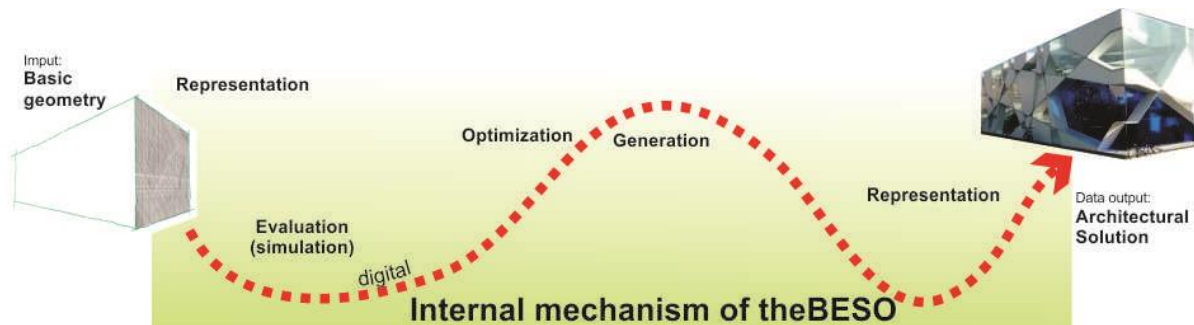 Imput:
Basic
geometry
Representation
Evaluation
(simulation)
digital
Optimization
Generation
Representation
Data output:
Architectural
Solution
Internal mechanism of theBESO